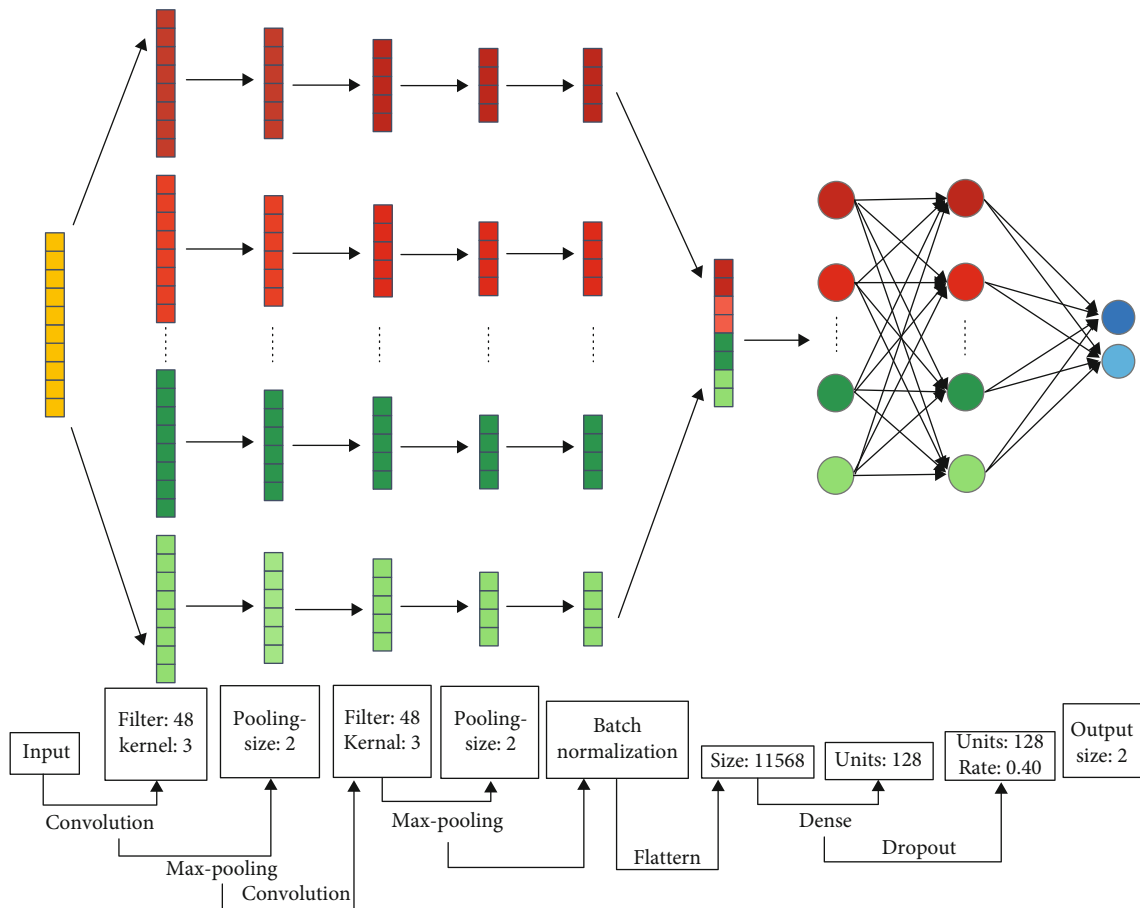 Input
Filter: 48
kernel: 3
Pooling-
size: 2
Filter: 48
Kernal: 3
Pooling-
size: 2
Batch
normalization
Size: 11568
Units: 128
Units: 128
Rate: 0.40
Output
size: 2
Convolution
Max-pooling
Convolution
Max-pooling
Flattern
Dense
Dropout